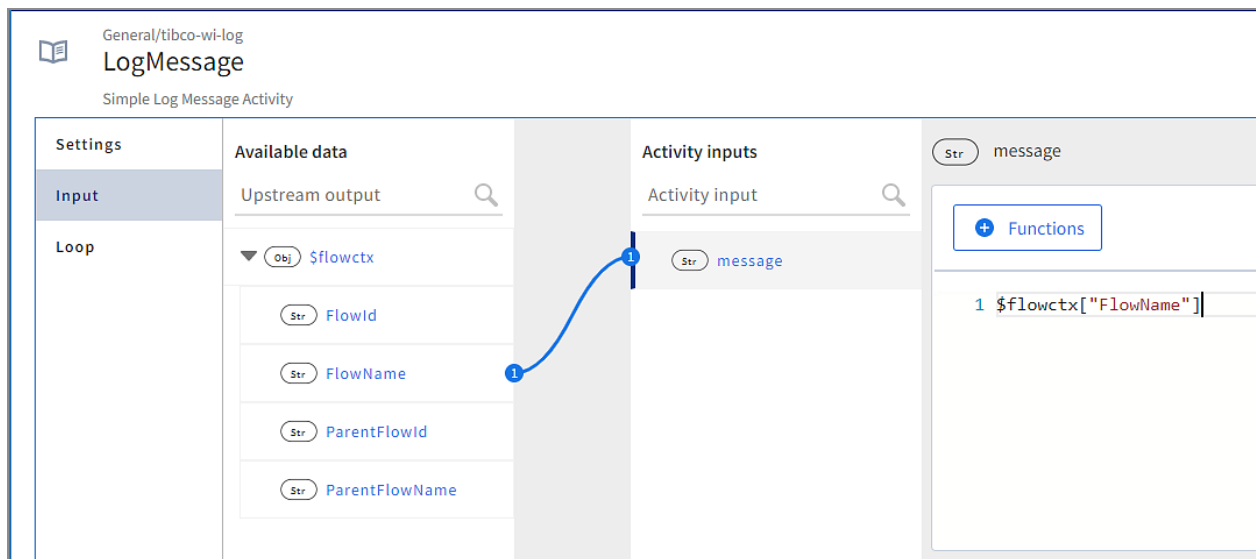 General/tibco-wi-log
LogMessage
Simple Log Message Activity
Settings
Input
Loop
Available data
Upstream output
Obj $flowctx
Str FlowId
Str FlowName 1
Str ParentFlowId
Str ParentFlowName
Activity inputs
Activity input
1 Str message
Str message
Functions
1 $flowctx["FlowName"]